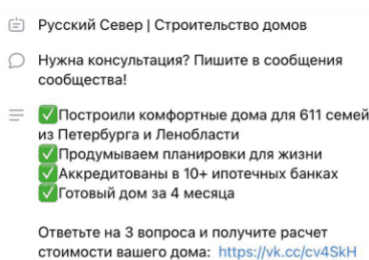 Русский Север | Строительство домов
Нужна консультация? Пишите в сообщения
сообщества!
✅Построили комфортные дома для 611 семей
из Петербурга и Ленобласти
✅Продумываем планировки для жизни
✅Аккредитованы в 10+ ипотечных банках
✅Готовый дом за 4 месяца
Ответьте на 3 вопроса и получите расчет
стоимости вашего дома: https://vk.cc/cv4SkH